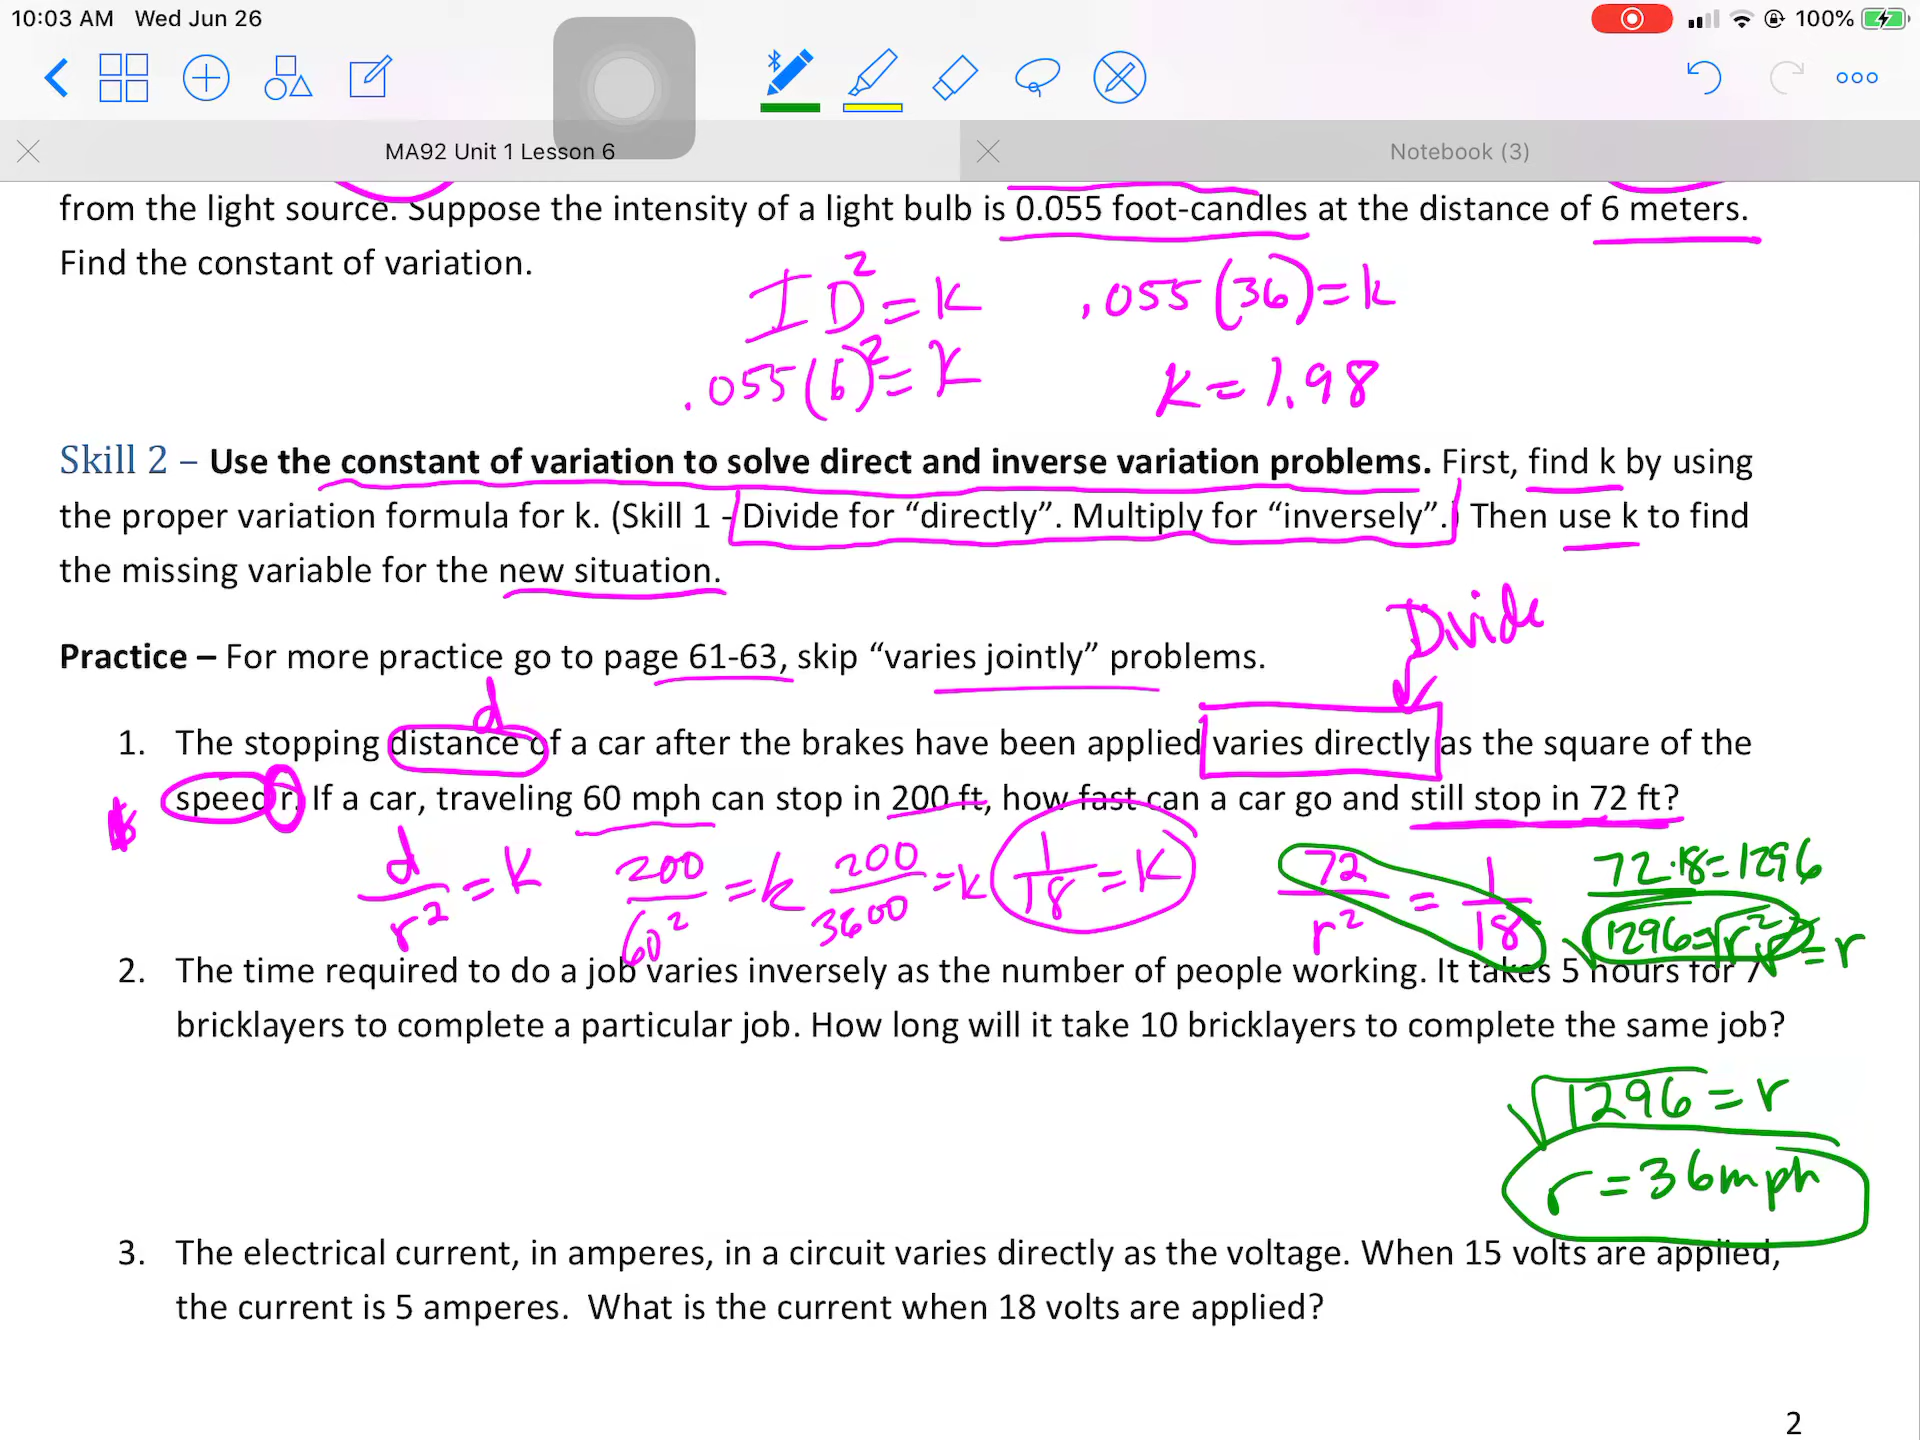 10:03 AM Wed Jun 26
100%
MA92 Unit 1 Lesson 6
Notebook (3)
from the light source. Suppose the intensity of a light bulb is 0.055 foot-candles at the distance of 6 meters.
Find the constant of variation.
I D² = K
.055 (36) = k
.055 (6)² = K
K = 1.98
Skill 2 – Use the constant of variation to solve direct and inverse variation problems. First, find k by using
the proper variation formula for k. (Skill 1 - Divide for “directly”. Multiply for “inversely”.) Then use k to find
the missing variable for the new situation.
Divide
Practice – For more practice go to page 61-63, skip “varies jointly” problems.
d
1. The stopping distance of a car after the brakes have been applied varies directly as the square of the
speed r. If a car, traveling 60 mph can stop in 200 ft, how fast can a car go and still stop in 72 ft?
d/r² = K
200/60² = k
200/3600 = k
1/18 = K
72/r² = 1/18
72·18 = 1296
√1296 = √r² = r
2. The time required to do a job varies inversely as the number of people working. It takes 5 hours for 7
bricklayers to complete a particular job. How long will it take 10 bricklayers to complete the same job?
√1296 = r
r = 36mph
3. The electrical current, in amperes, in a circuit varies directly as the voltage. When 15 volts are applied,
the current is 5 amperes. What is the current when 18 volts are applied?
2